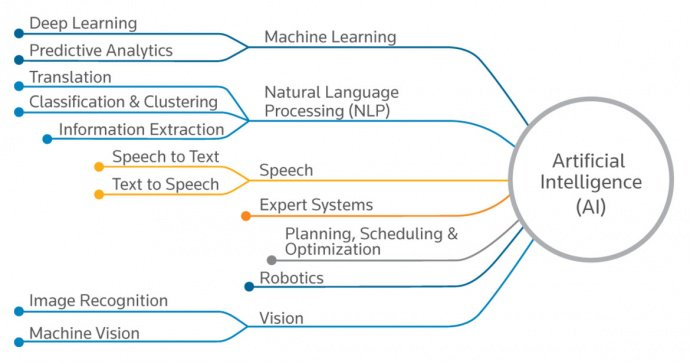 Deep Learning
Predictive Analytics
Machine Learning
Translation
Classification & Clustering
Information Extraction
Natural Language
Processing (NLP)
Speech to Text
Text to Speech
Speech
Expert Systems
Planning, Scheduling &
Optimization
Robotics
Image Recognition
Machine Vision
Vision
Artificial
Intelligence
(AI)